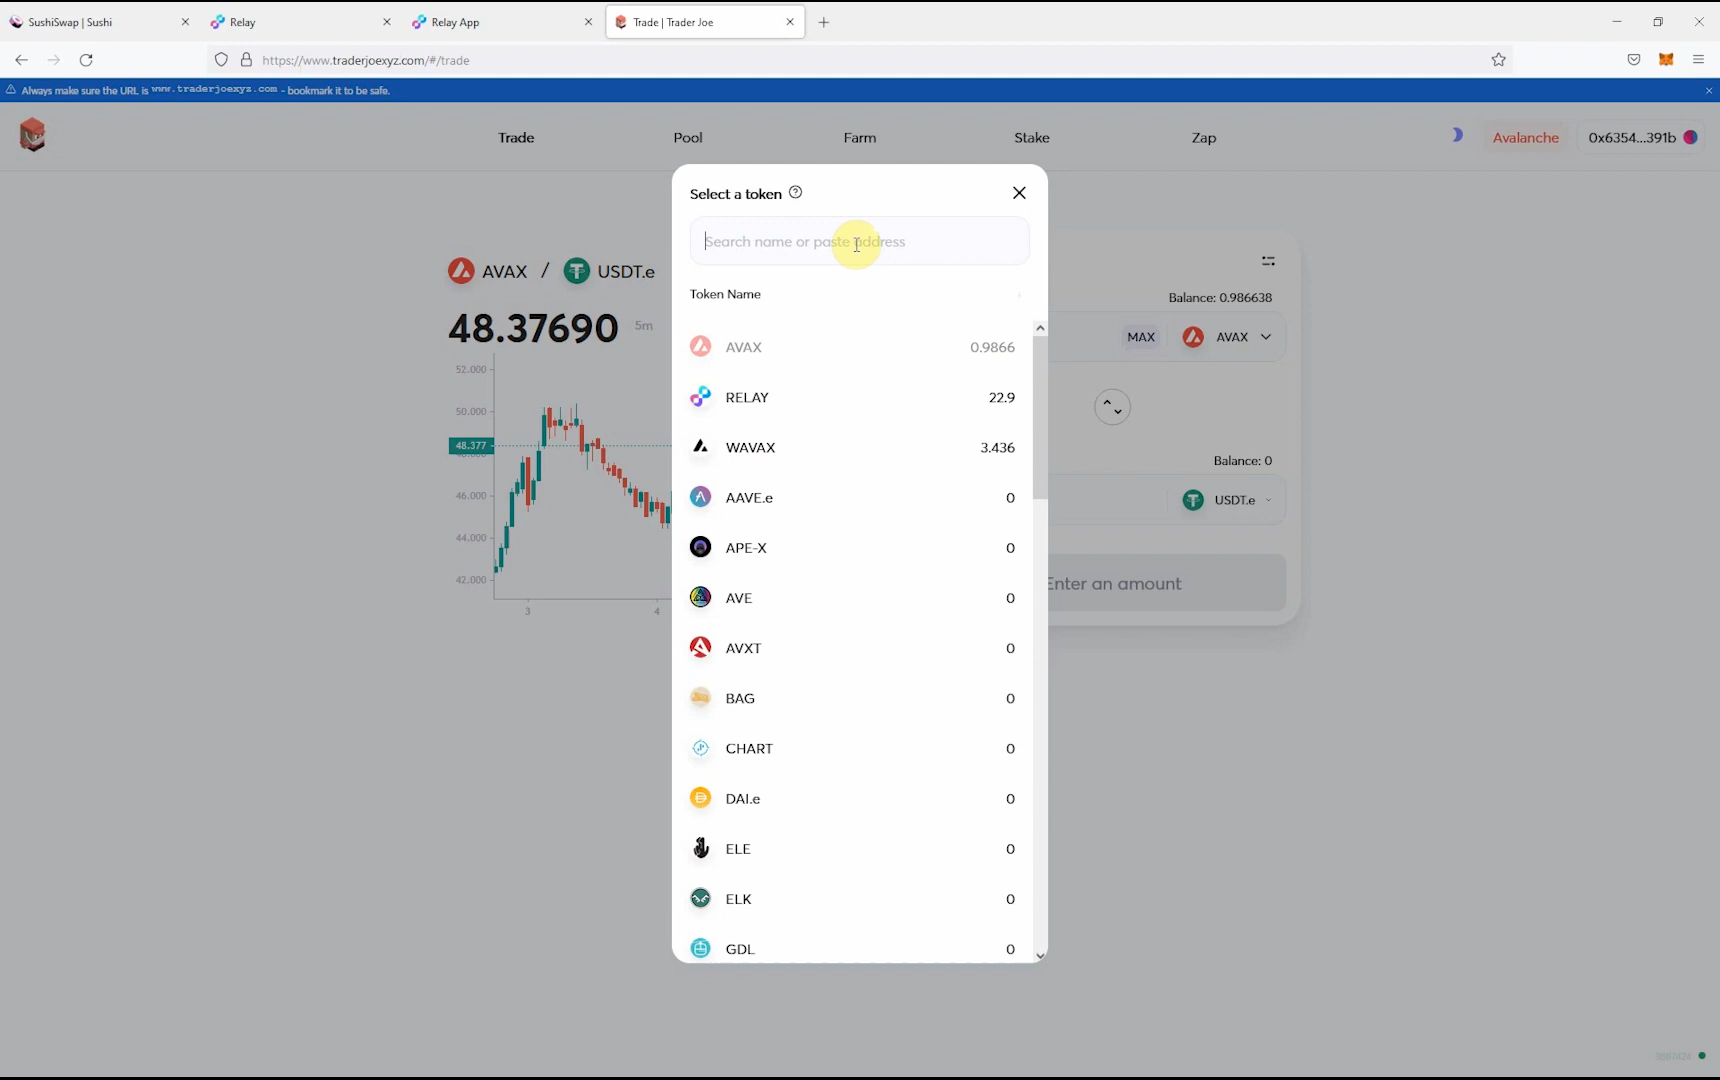 SushiSwap | Sushi
Relay
Relay App
Trade | Trader Joe
https://www.traderjoexyz.com/#/trade
Always make sure the URL is www.traderjoexyz.com - bookmark it to be safe.
Trade
Pool
Farm
Stake
Zap
Avalanche
0x6354...391b
Select a token
Search name or paste address
Token Name
AVAX 0.9866
RELAY 22.9
WAVAX 3.436
AAVE.e 0
APE-X 0
AVE 0
AVXT 0
BAG 0
CHART 0
DAI.e 0
ELE 0
ELK 0
GDL 0
AVAX / USDT.e
48.37690 5m
52.000
50.000
48.377
46.000
44.000
42.000
3 4
Balance: 0.986638
MAX AVAX
Balance: 0
USDT.e
Enter an amount